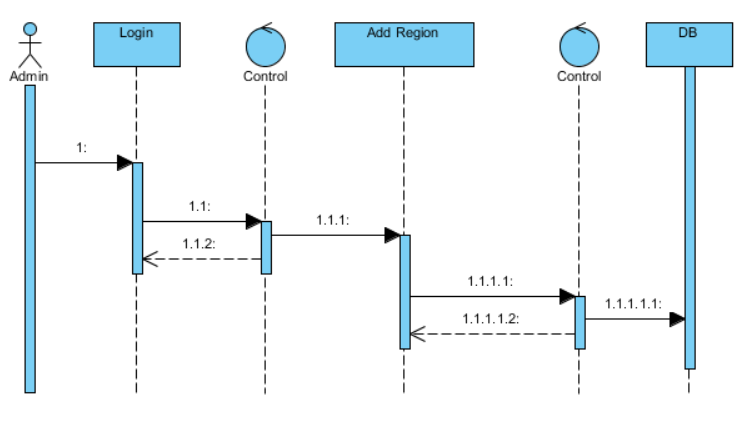 Login
Add Region
DB
Admin
Control
Control
1:
1.1:
1.1.1:
1.1.2:
1.1.1.1:
1.1.1.1.1:
1.1.1.1.2: